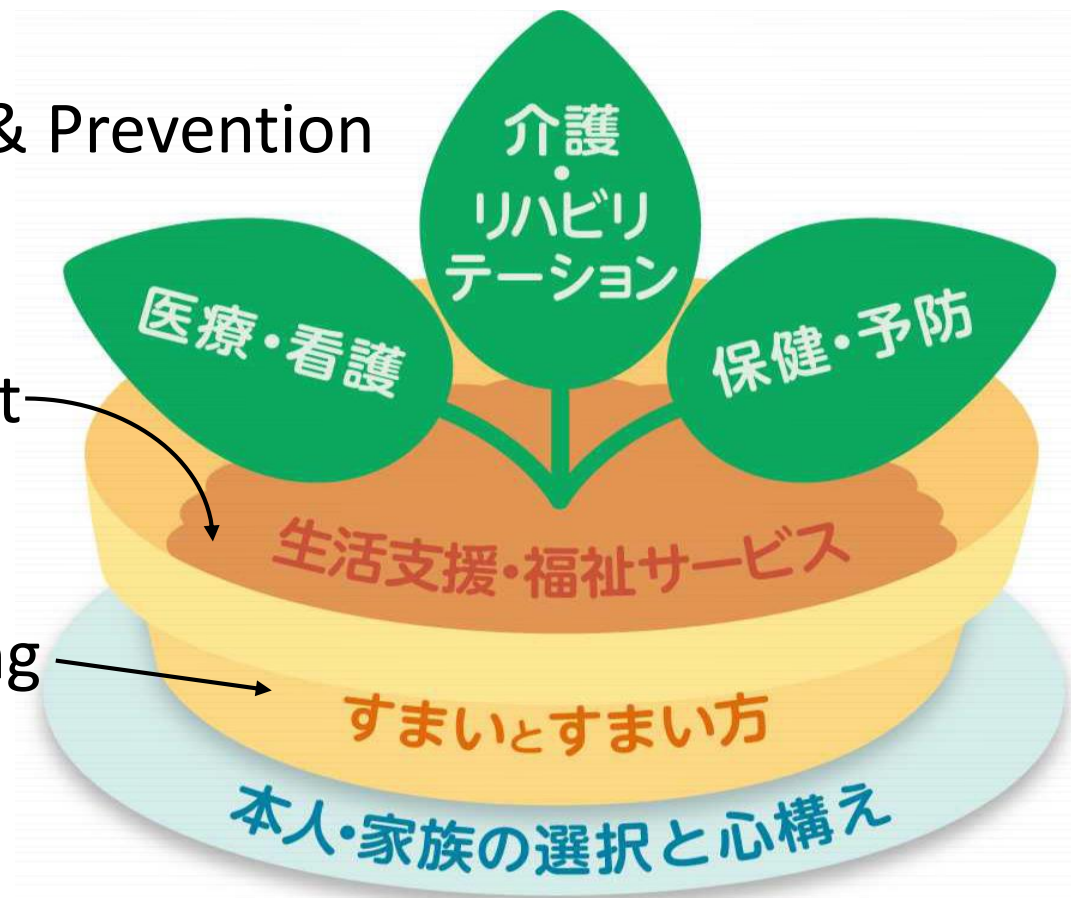 & Prevention
介護
・
リハビリ
テーション
医療・看護
保健・予防
生活支援・福祉サービス
すまいとすまい方
本人・家族の選択と心構え